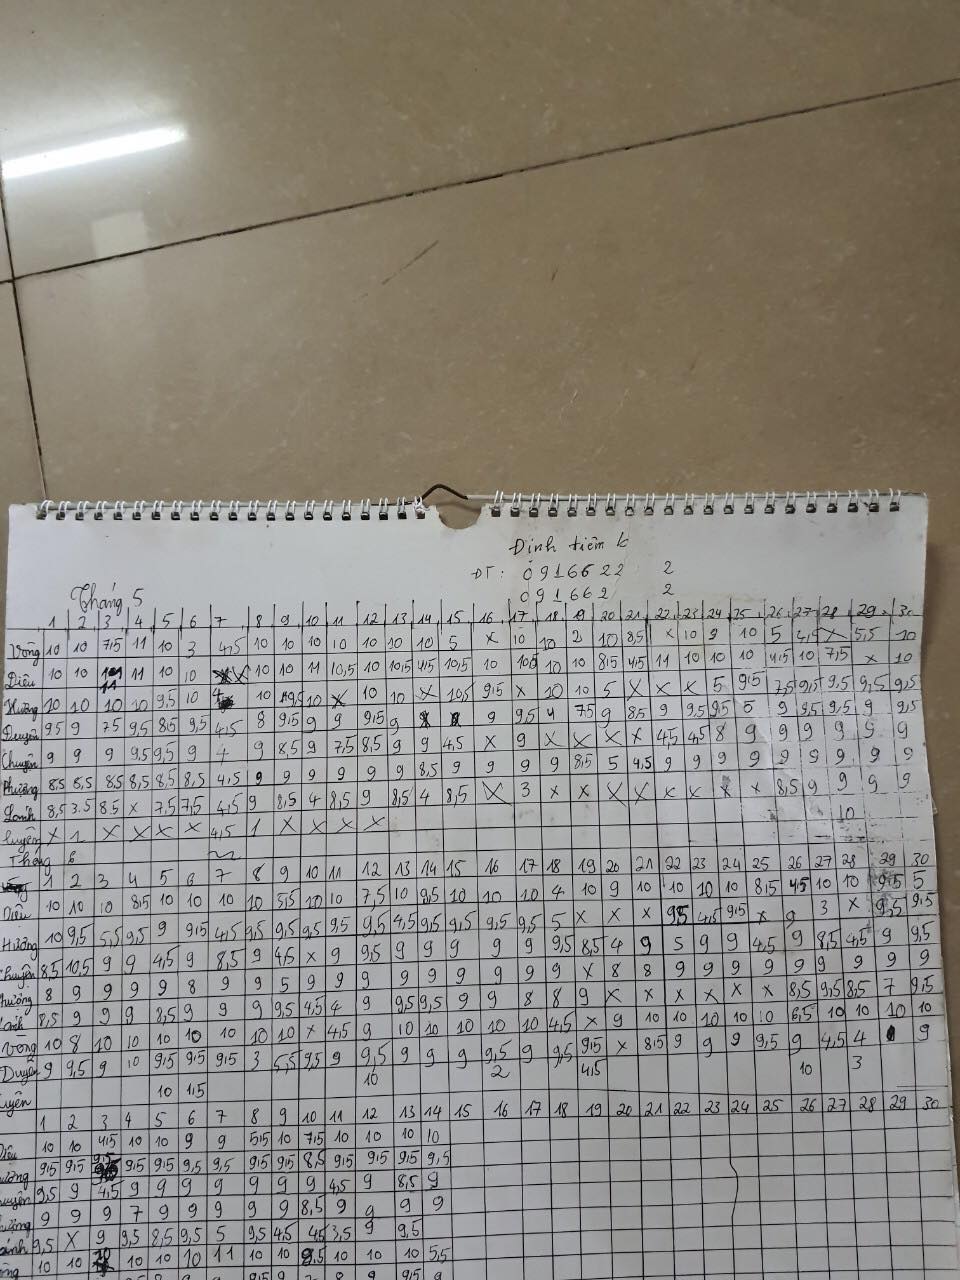 Định tiêm k
ĐT: 0916622 2
091662 2
Tháng 5
1 2 3 4 5 6 7 8 9 10 11 12 13 14 15 16 17 18 19 20 21 22 23 24 25 26 27 28 29 30
Vòng 10 10 7,5 11 10 3 4,5 10 10 10 10 10 10 10 5 x 10 10 2 10 8,5 x 10 9 10 5 4,5 x 5,5 10
Diêu 10 10 11 11 10 10 10 10 11 10,5 10 10,5 4,5 10,5 10 10,5 10 10 8,5 4,5 11 10 10 10 4,5 10 7,5 x 10
Hường 10 10 10 10 9,5 10 4 10 9,5 10 x 10 10 x 10,5 9,5 x 10 10 5 x x x 5 9,5 7,5 9,5 9,5 9,5 9,5
Duyên 9,5 9 7,5 9,5 8,5 9,5 4,5 8 9,5 9 9 9,5 9 x 9 9,5 4 7,5 9 8,5 9 9,5 9,5 5 9 9,5 9,5 9 9,5
Chuyên 9 9 9 9,5 9,5 9 4 9 8,5 9 7,5 8,5 9 9 4,5 x 9 x x x x 4,5 4,5 8 9 9 9 9 9 9
Phường 8,5 8,5 8,5 8,5 8,5 8,5 4,5 9 9 9 9 9 9 8,5 9 9 9 9 8,5 5 4,5 9 9 9 9 9 9 9 9 9
Lanh 8,5 3.5 8.5 x 7,5 7,5 4,5 9 8,5 4 8,5 9 8,5 4 8,5 x 3 x x x x x x x x 8,5 9 9 9 9
x 1 x x x x 4,5 1 x x x x 10
Tháng 6
1 2 3 4 5 6 7 8 9 10 11 12 13 14 15 16 17 18 19 20 21 22 23 24 25 26 27 28 29 30
Diêu 10 10 10 8,5 10 10 10 10 5,5 10 10 7,5 10 9,5 10 10 10 4 10 9 10 10 10 10 8,5 4,5 10 10 9,5 5
Hường 10 9,5 5,5 9,5 9 9,5 4,5 9,5 9,5 9,5 9,5 9,5 4,5 9,5 9,5 9,5 9,5 5 x x x 9,5 4,5 9,5 x 9 3 x 9,5 9,5
8,5 10,5 9 9 4,5 9 8,5 9 4,5 x 9 9,5 9 9 9 9 9 9,5 8,5 4 9 5 9 9 4,5 9 8,5 4,5 9 9,5
8 9 9 9 9 8 9 9 5 9 9 9 9 9 9 9 9 9 x 8 8 9 9 9 9 9 9 9 9 9
8,5 9 9 9 8,5 9 9 9 9,5 4,5 4 9 9,5 9,5 9 9 8 8 9 x x x x x x 8,5 9,5 8,5 7 9,5
Vòng 10 8 10 10 10 10 10 10 10 x 4,5 9 10 10 10 10 10 4,5 x 9 10 10 10 10 10 6,5 10 10 10 10
Duyên 9 9,5 9 10 9,5 9,5 9,5 3 5,5 9,5 9 9,5 9 9 9 9,5 9 9,5 9,5 x 8,5 9 9 9 9,5 9 4,5 4 9
10 4,5 10 2 4,5 10 3
1 2 3 4 5 6 7 8 9 10 11 12 13 14 15 16 17 18 19 20 21 22 23 24 25 26 27 28 29 30
10 10 4,5 10 10 9 9 5,5 10 7,5 10 10 10 10
9,5 9,5 9,5 9,5 9,5 9,5 9,5 9,5 9,5 8,5 9,5 9,5 9,5 9,5
9,5 9 4,5 9 9 9 9 9 9 9 4,5 9 8,5 9
9 9 9 7 9 9 9 9 9 8,5 9 9 9 9
9,5 x 9 9,5 8,5 9,5 5 9,5 4,5 4,5 3,5 9 9,5
10 10 10 10 10 10 11 10 10 9,5 10 10 10 5,5